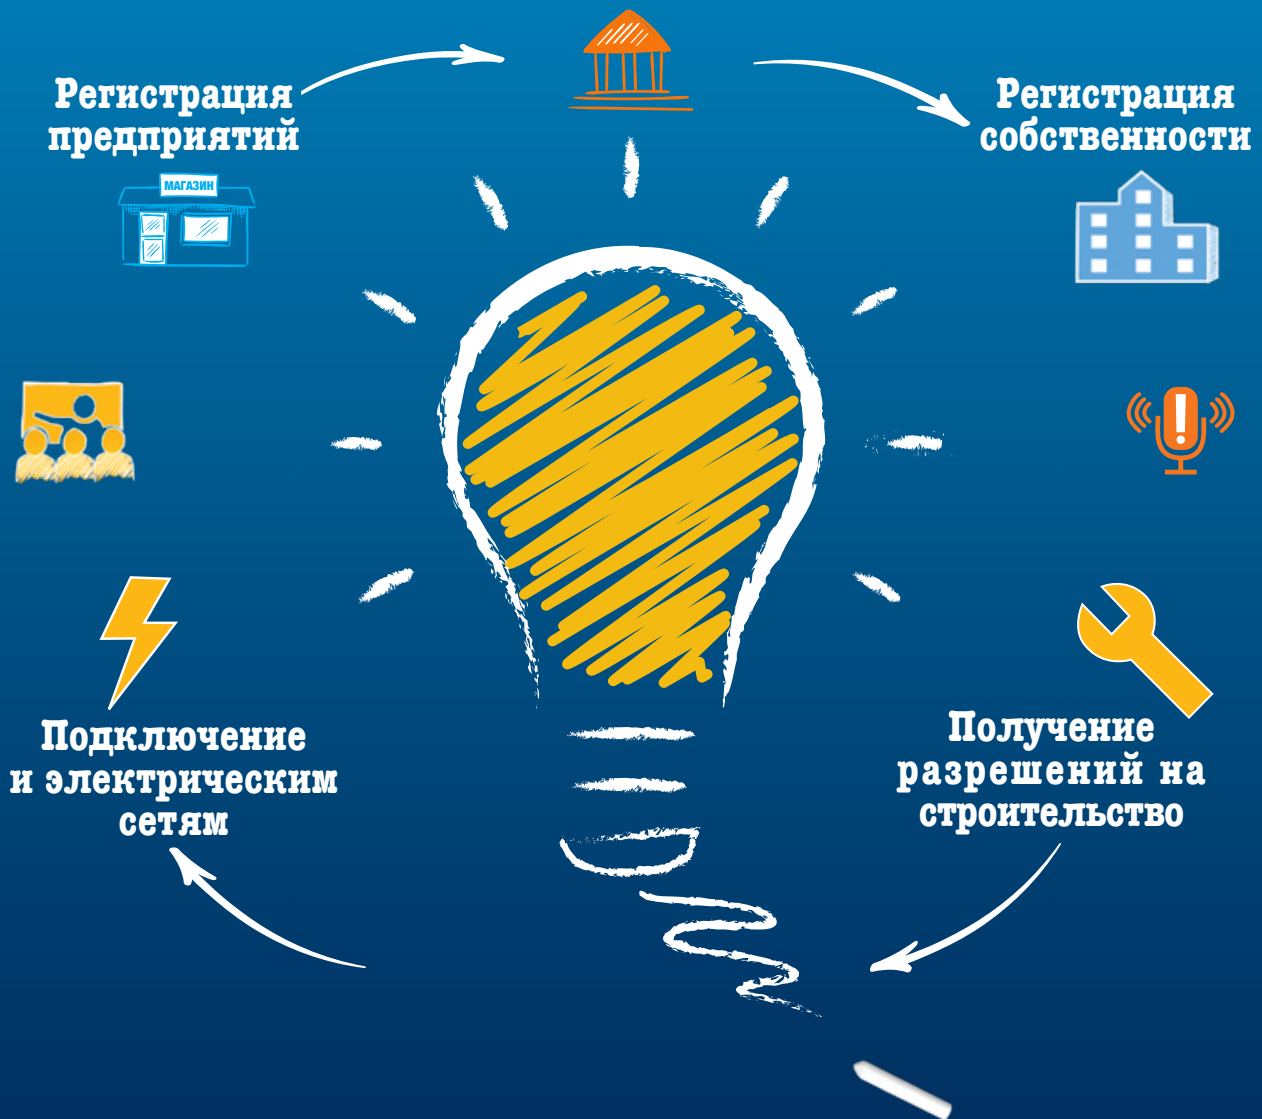 Регистрация
предприятий
МАГАЗИН
Регистрация
собственности
Подключение
и электрическим
сетям
Получение
разрешений на
строительство